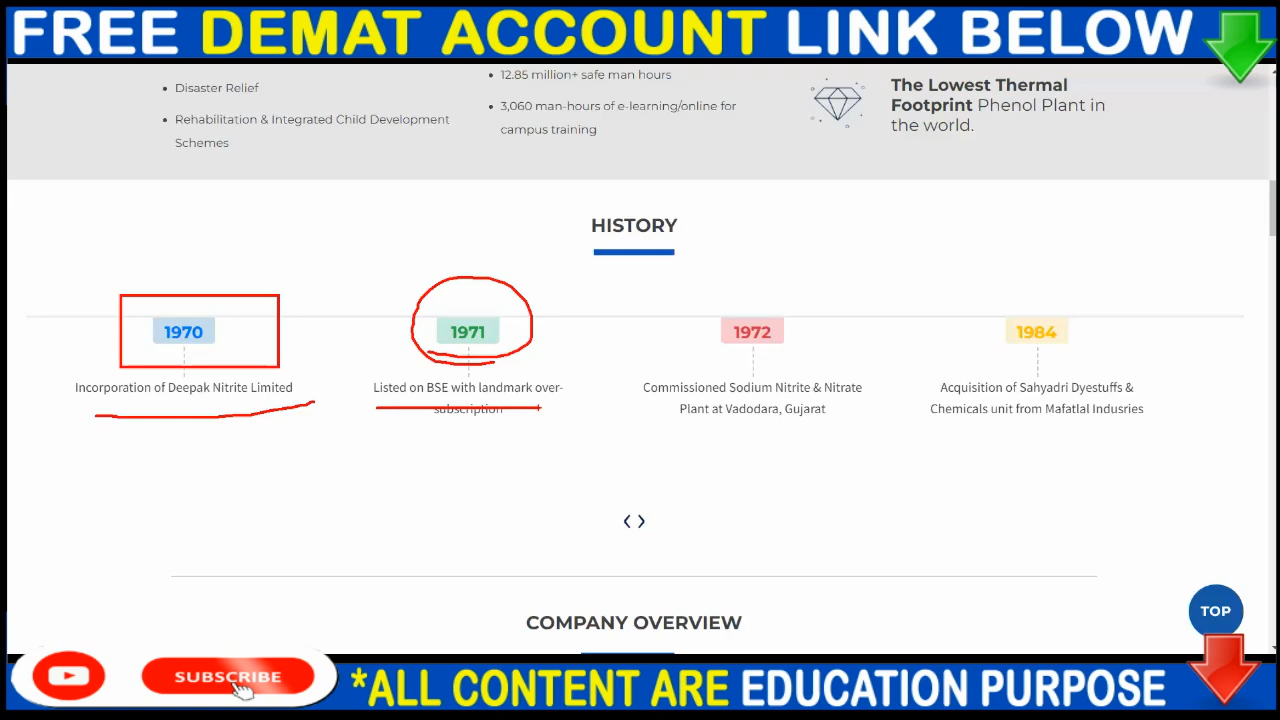 FREE DEMAT ACCOUNT LINK BELOW
Disaster Relief
Rehabilitation & Integrated Child Development
Schemes
12.85 million+ safe man hours
3,060 man-hours of e-learning/online for
campus training
The Lowest Thermal
Footprint Phenol Plant in
the world.
HISTORY
1970
Incorporation of Deepak Nitrite Limited
1971
Listed on BSE with landmark over-
subscription
1972
Commissioned Sodium Nitrite & Nitrate
Plant at Vadodara, Gujarat
1984
Acquisition of Sahyadri Dyestuffs &
Chemicals unit from Mafatlal Indusries
COMPANY OVERVIEW
TOP
SUBSCRIBE
*ALL CONTENT ARE EDUCATION PURPOSE